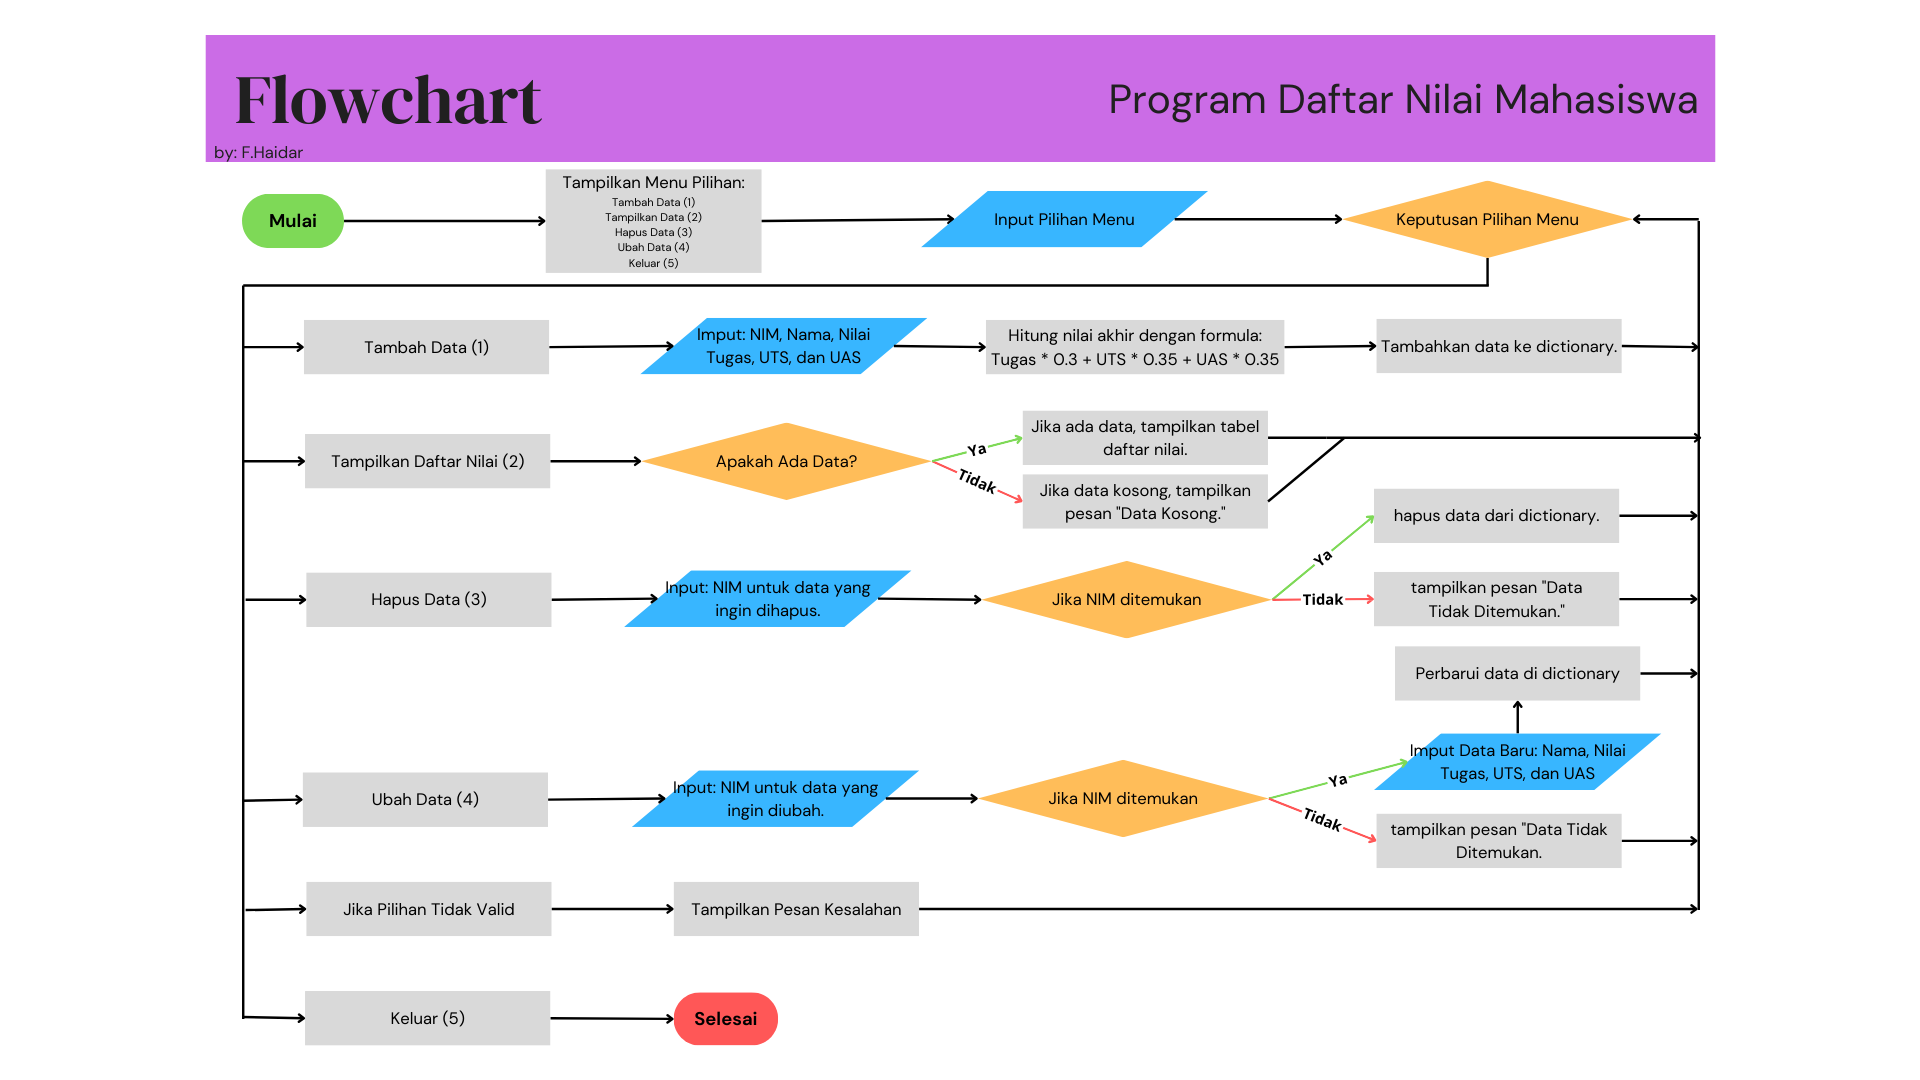 Flowchart
Program Daftar Nilai Mahasiswa
by: F.Haidar
Mulai
Tampilkan Menu Pilihan:
Tambah Data (1)
Tampilkan Data (2)
Hapus Data (3)
Ubah Data (4)
Keluar (5)
Input Pilihan Menu
Keputusan Pilihan Menu
Tambah Data (1)
Imput: NIM, Nama, Nilai
Tugas, UTS, dan UAS
Hitung nilai akhir dengan formula:
Tugas * 0.3 + UTS * 0.35 + UAS * 0.35
Tambahkan data ke dictionary.
Tampilkan Daftar Nilai (2)
Apakah Ada Data?
Ya
Jika ada data, tampilkan tabel
daftar nilai.
Tidak
Jika data kosong, tampilkan
pesan "Data Kosong."
Hapus Data (3)
Input: NIM untuk data yang
ingin dihapus.
Jika NIM ditemukan
Ya
hapus data dari dictionary.
Tidak
tampilkan pesan "Data
Tidak Ditemukan."
Perbarui data di dictionary
Ubah Data (4)
Input: NIM untuk data yang
ingin diubah.
Jika NIM ditemukan
Ya
Imput Data Baru: Nama, Nilai
Tugas, UTS, dan UAS
Tidak
tampilkan pesan "Data Tidak
Ditemukan.
Jika Pilihan Tidak Valid
Tampilkan Pesan Kesalahan
Keluar (5)
Selesai